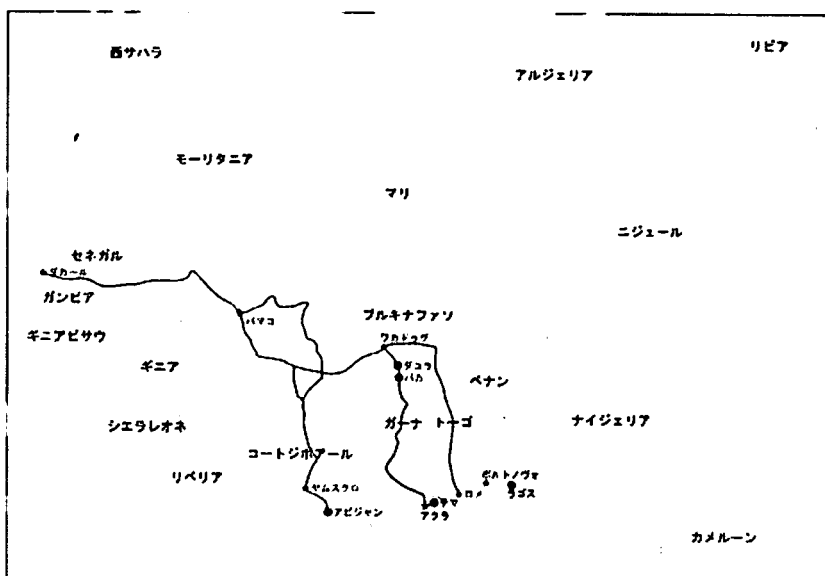 リビア
西サハラ
アルジェリア
モーリタニア
マリ
ニジェール
セネガル
ダカール
ガンビア
バマコ
ブルキナファソ
ギニアビサウ
ワガドゥグ
ギニア
ダコラ
パガ
ベナン
シエラレオネ
ガーナ
トーゴ
ナイジェリア
コートジボアール
リベリア
ヤムスクロ
ポルトノヴォ
ラゴス
ロメ
テマ
アクラ
アビジャン
カメルーン